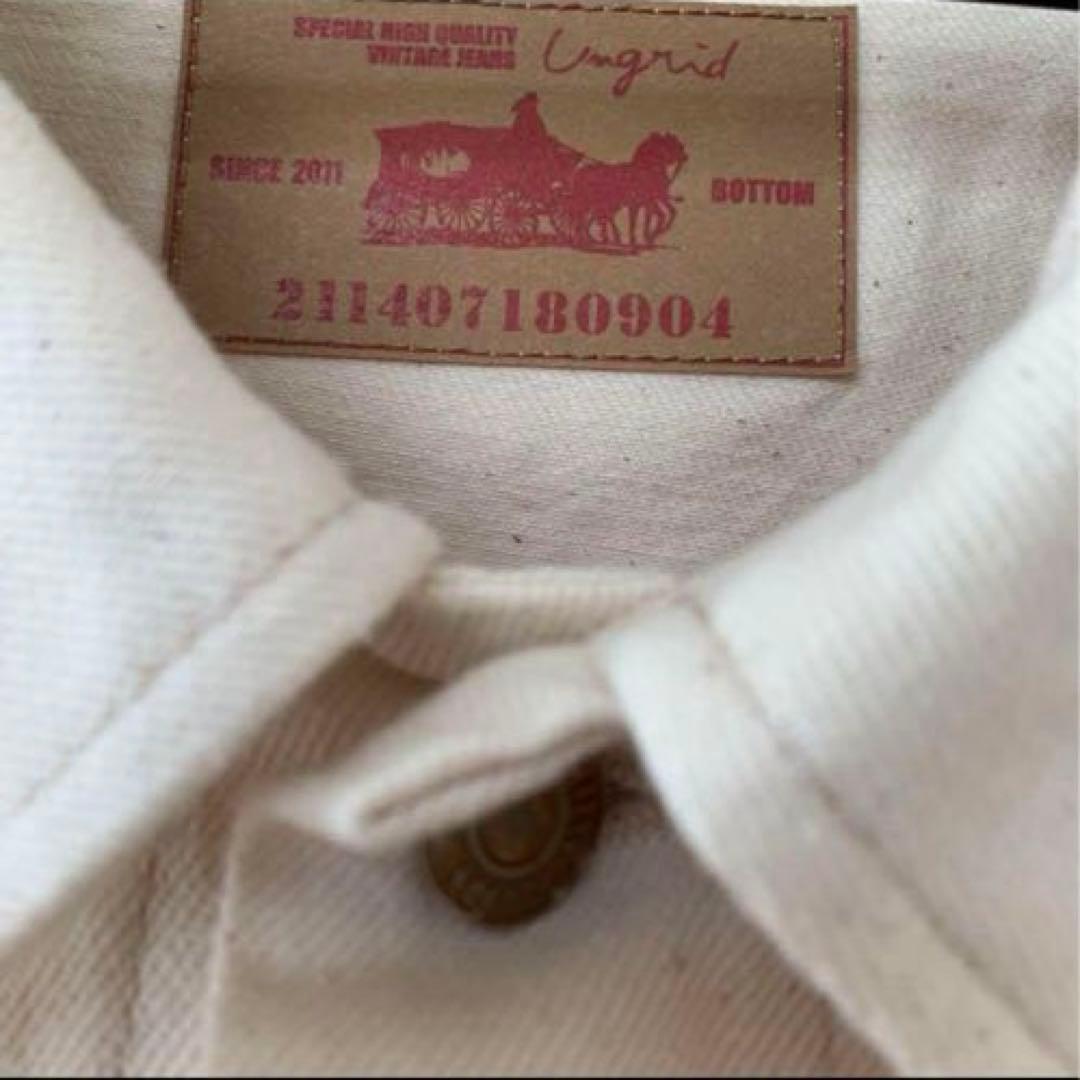 SPECIAL HIGH QUALITY
VINTAGE JEANS
Ungrid
SINCE 2011
BOTTOM
211407180904